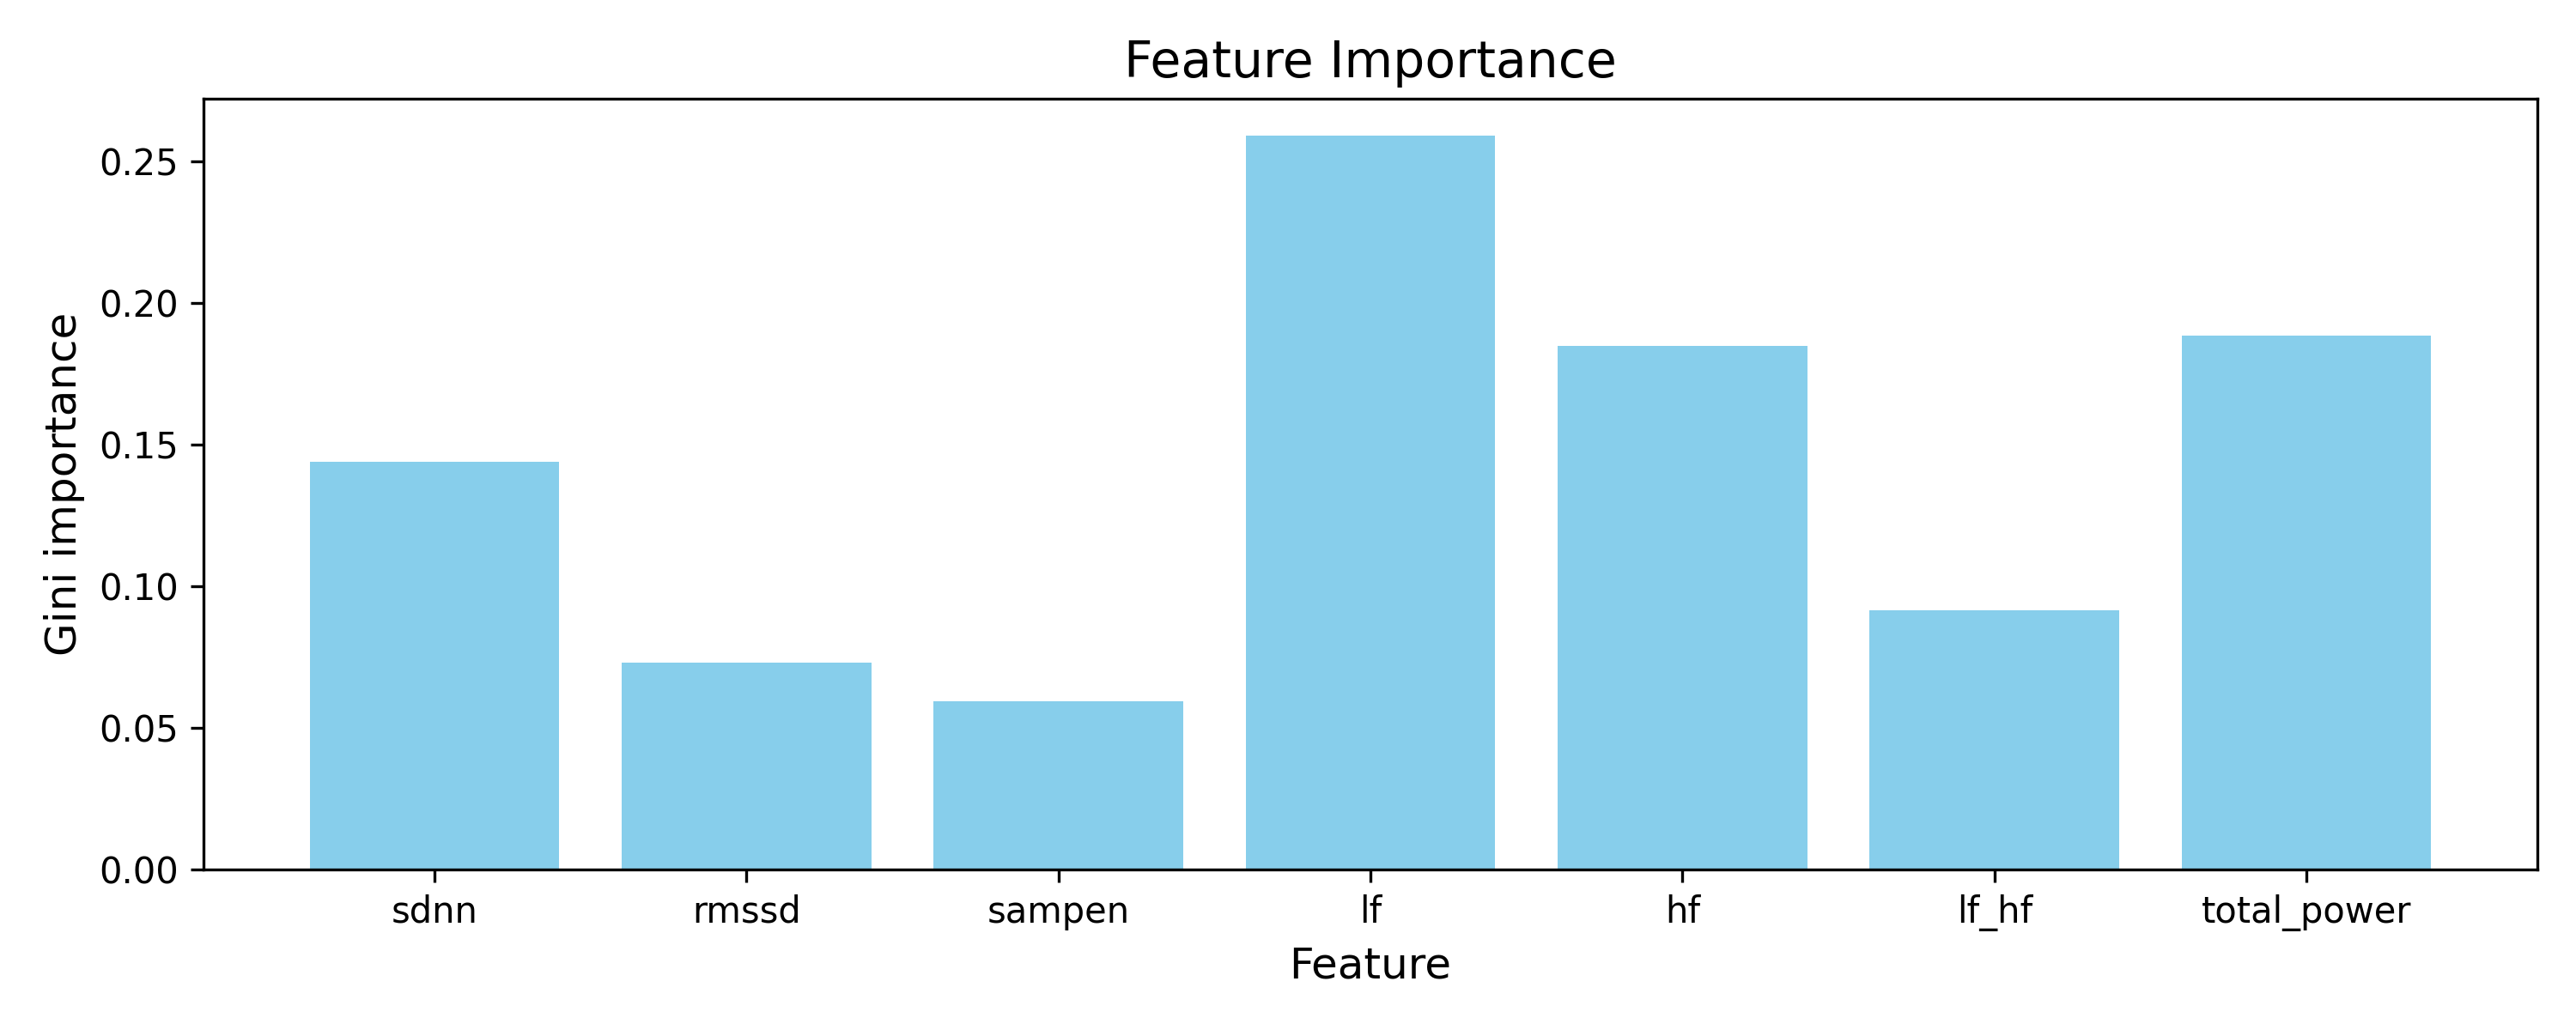 Feature Importance
Gini importance
0.25
0.20
0.15
0.10
0.05
0.00
sdnn rmssd sampen lf hf lf_hf total_power
Feature